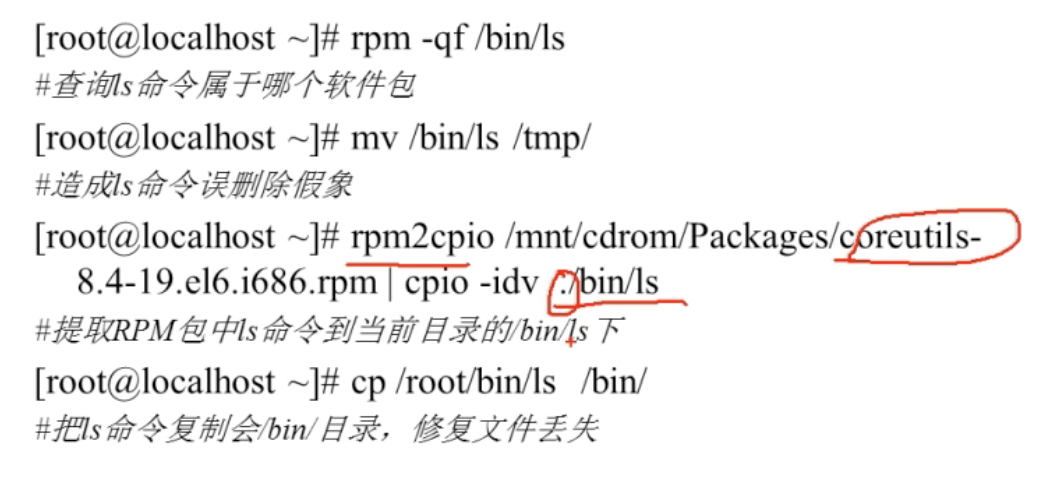 [root@localhost ~]# rpm -qf /bin/ls
#查询ls命令属于哪个软件包
[root@localhost ~]# mv /bin/ls /tmp/
#造成ls命令误删除假象
[root@localhost ~]# rpm2cpio /mnt/cdrom/Packages/coreutils-
8.4-19.el6.i686.rpm | cpio -idv ./bin/ls
#提取RPM包中ls命令到当前目录的/bin/ls下
[root@localhost ~]# cp /root/bin/ls /bin/
#把ls命令复制会/bin/目录，修复文件丢失